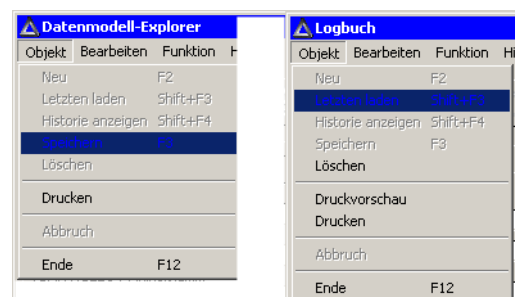 Datenmodell-Explorer
Objekt Bearbeiten Funktion H
Neu F2
Letzten laden Shift+F3
Historie anzeigen Shift+F4
Speichern F3
Löschen
Drucken
Abbruch
Ende F12
Logbuch
Objekt Bearbeiten Funktion Hi
Neu F2
Letzten laden Shift+F3
Historie anzeigen Shift+F4
Speichern F3
Löschen
Druckvorschau
Drucken
Abbruch
Ende F12